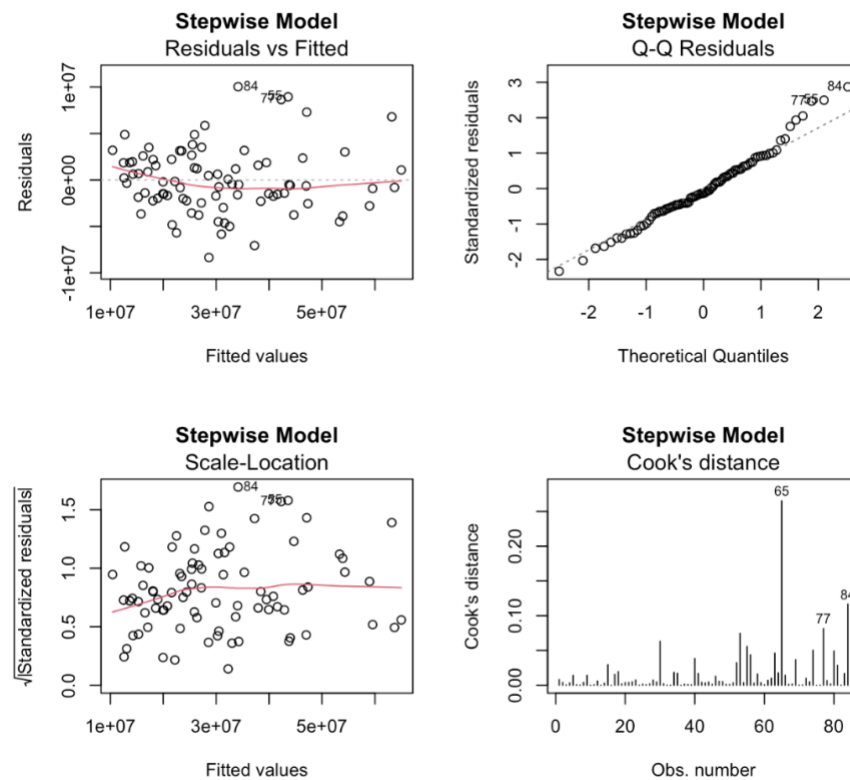 Stepwise Model
Residuals vs Fitted
Residuals
1e+07
0e+00
-1e+07
84
55
77
1e+07 3e+07 5e+07
Fitted values
Stepwise Model
Q-Q Residuals
Standardized residuals
3
2
1
0
-1
-2
84
55
77
-2 -1 0 1 2
Theoretical Quantiles
Stepwise Model
Scale-Location
√|Standardized residuals|
1.5
1.0
0.5
0.0
84
55
77
1e+07 3e+07 5e+07
Fitted values
Stepwise Model
Cook's distance
Cook's distance
0.20
0.10
0.00
65
77
84
0 20 40 60 80
Obs. number